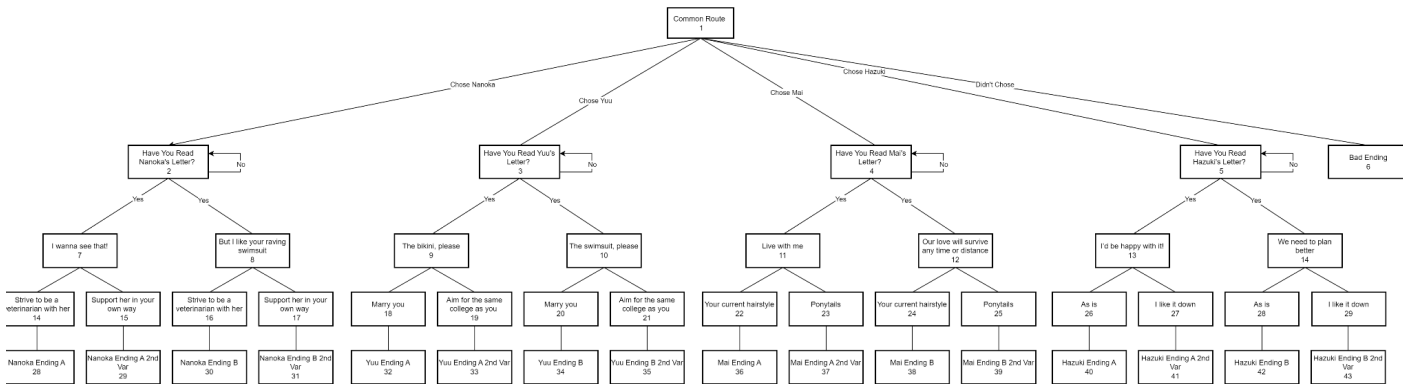 Common Route
1
Chose Nanoka
Chose Yuu
Chose Mai
Chose Hazuki
Didn't Chose
Have You Read
Nanoka's Letter?
2
No
Have You Read Yuu's
Letter?
3
No
Have You Read Mai's
Letter?
4
No
Have You Read
Hazuki's Letter?
5
No
Bad Ending
6
Yes
Yes
Yes
Yes
Yes
Yes
Yes
Yes
I wanna see that!
7
But I like your raving
swimsuit
8
The bikini, please
9
The swimsuit, please
10
Live with me
11
Our love will survive
any time or distance
12
I'd be happy with it!
13
We need to plan
better
14
Strive to be a
veterinarian with her
14
Support her in your
own way
15
Strive to be a
veterinarian with her
16
Support her in your
own way
17
Marry you
18
Aim for the same
college as you
19
Marry you
20
Aim for the same
college as you
21
Your current hairstyle
22
Ponytails
23
Your current hairstyle
24
Ponytails
25
As is
26
I like it down
27
As is
28
I like it down
29
Nanoka Ending A
28
Nanoka Ending A 2nd
Var
29
Nanoka Ending B
30
Nanoka Ending B 2nd
Var
31
Yuu Ending A
32
Yuu Ending A 2nd Var
33
Yuu Ending B
34
Yuu Ending B 2nd Var
35
Mai Ending A
36
Mai Ending A 2nd Var
37
Mai Ending B
38
Mai Ending B 2nd Var
39
Hazuki Ending A
40
Hazuki Ending A 2nd
Var
41
Hazuki Ending B
42
Hazuki Ending B 2nd
Var
43